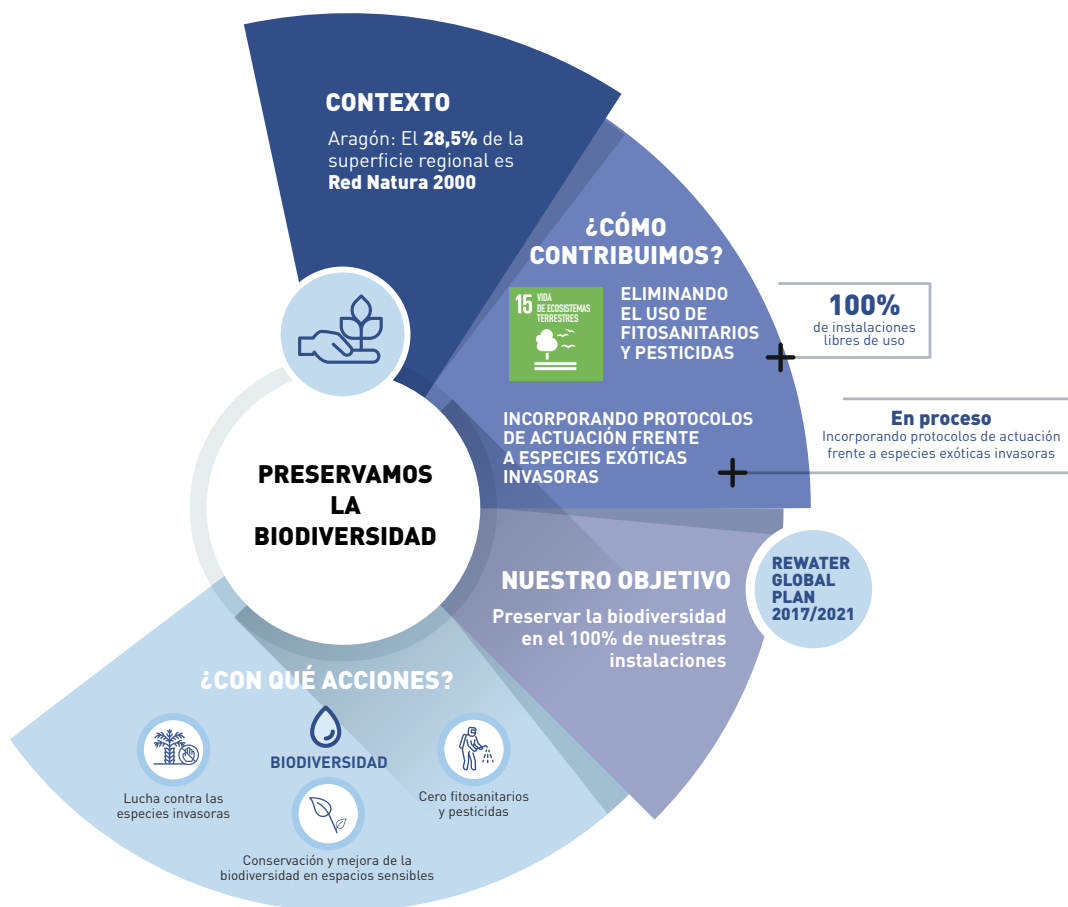 CONTEXTO
Aragón: El 28,5% de la
superficie regional es
Red Natura 2000
¿CÓMO
CONTRIBUIMOS?
15 VIDA
DE ECOSISTEMAS
TERRESTRES
ELIMINANDO
EL USO DE
FITOSANITARIOS
Y PESTICIDAS
100%
de instalaciones
libres de uso
INCORPORANDO PROTOCOLOS
DE ACTUACIÓN FRENTE
A ESPECIES EXÓTICAS
INVASORAS
En proceso
Incorporando protocolos de actuación
frente a especies exóticas invasoras
PRESERVAMOS
LA
BIODIVERSIDAD
NUESTRO OBJETIVO
Preservar la biodiversidad
en el 100% de nuestras
instalaciones
REWATER
GLOBAL
PLAN
2017/2021
¿CON QUÉ ACCIONES?
BIODIVERSIDAD
Lucha contra las
especies invasoras
Conservación y mejora de la
biodiversidad en espacios sensibles
Cero fitosanitarios
y pesticidas